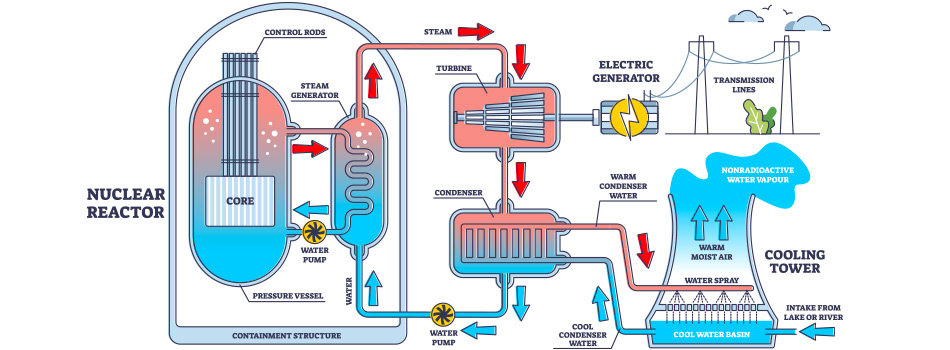 CONTROL RODS
STEAM
GENERATOR
CORE
NUCLEAR
REACTOR
WATER
PUMP
PRESSURE VESSEL
CONTAINMENT STRUCTURE
WATER
STEAM
TURBINE
ELECTRIC
GENERATOR
TRANSMISSION
LINES
CONDENSER
WARM
CONDENSER
WATER
WATER
PUMP
COOL
CONDENSER
WATER
NONRADIOACTIVE
WATER VAPOUR
WARM
MOIST AIR
COOLING
TOWER
WATER SPRAY
COOL WATER BASIN
INTAKE FROM
LAKE OR RIVER